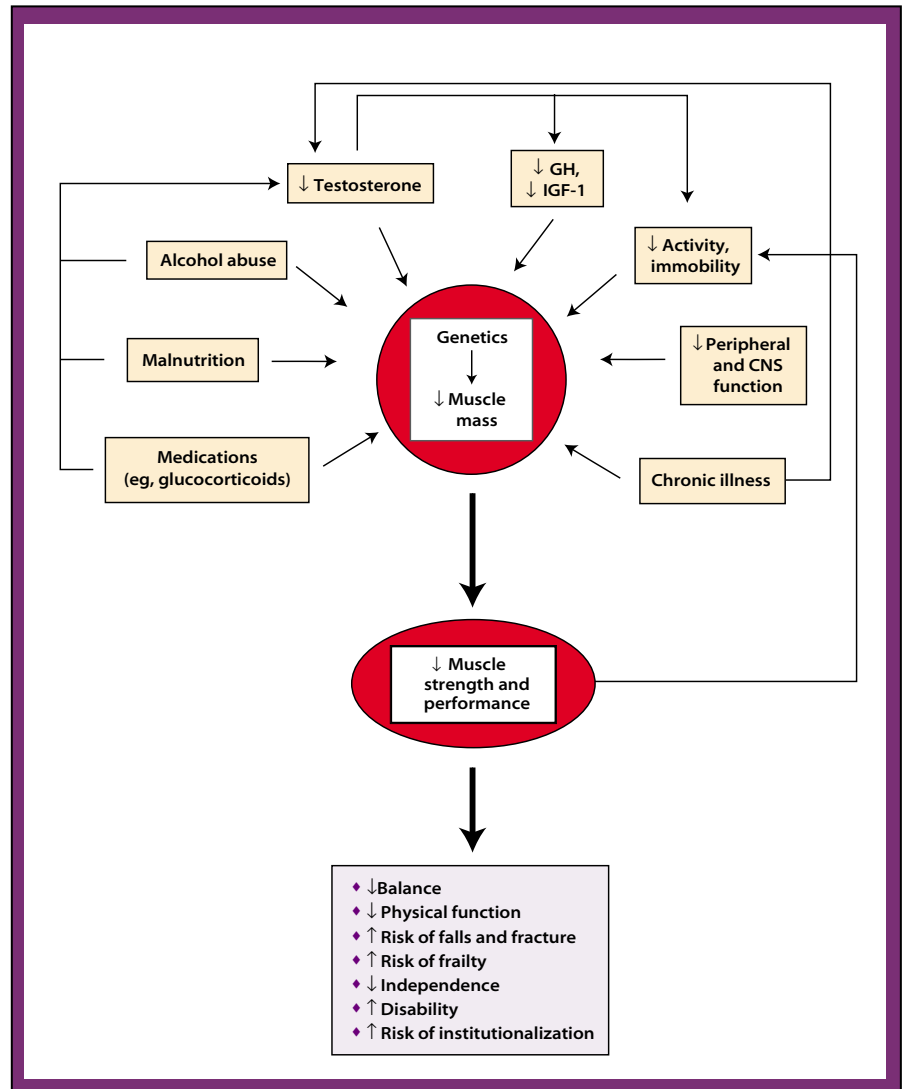 ↓ Testosterone
↓ GH,
↓ IGF-1
↓ Activity,
immobility
Alcohol abuse
Malnutrition
Medications
(eg, glucocorticoids)
Genetics
↓ Muscle
mass
↓ Peripheral
and CNS
function
Chronic illness
↓ Muscle
strength and
performance
♦ ↓Balance
♦ ↓ Physical function
♦ ↑ Risk of falls and fracture
♦ ↑ Risk of frailty
♦ ↓ Independence
♦ ↑ Disability
♦ ↑ Risk of institutionalization